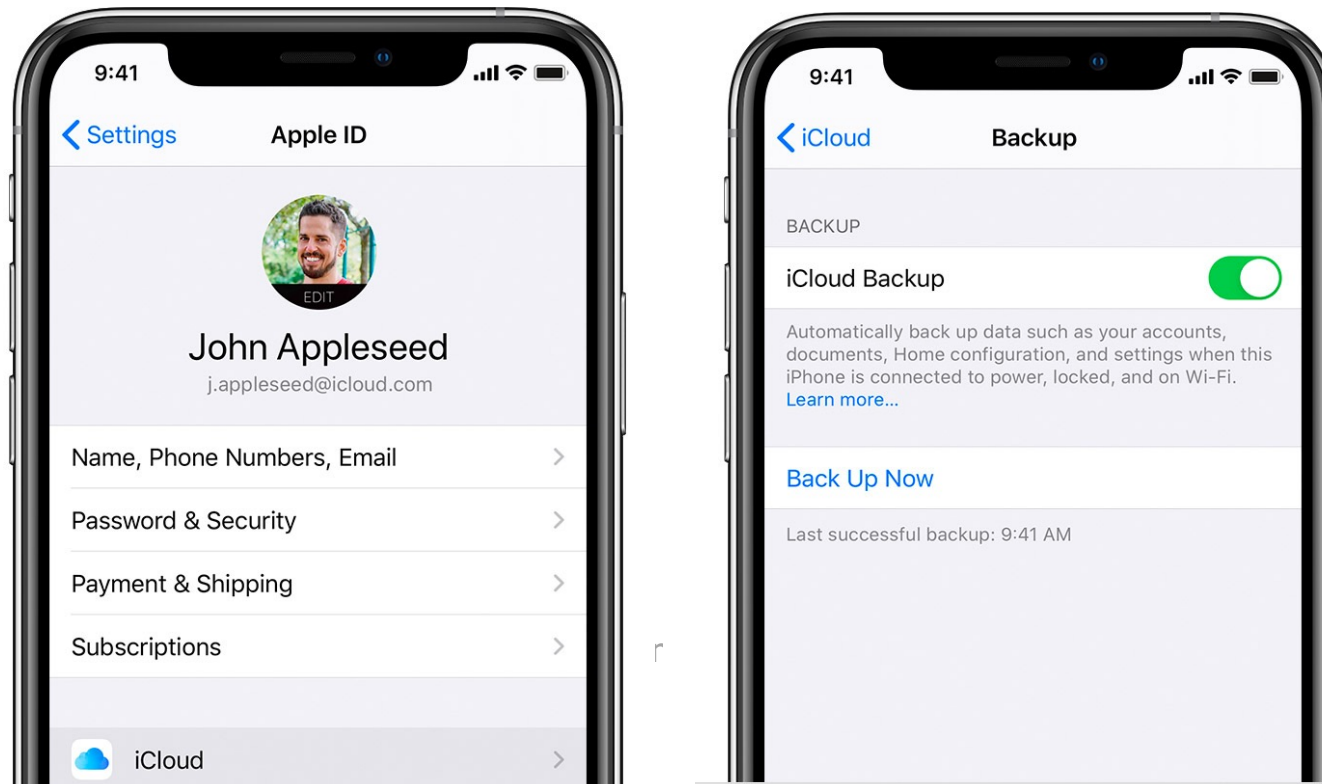 9:41
Settings
Apple ID
EDIT
John Appleseed
j.appleseed@icloud.com
Name, Phone Numbers, Email
Password & Security
Payment & Shipping
Subscriptions
iCloud
r
9:41
iCloud
Backup
BACKUP
iCloud Backup
Automatically back up data such as your accounts,
documents, Home configuration, and settings when this
iPhone is connected to power, locked, and on Wi-Fi.
Learn more...
Back Up Now
Last successful backup: 9:41 AM